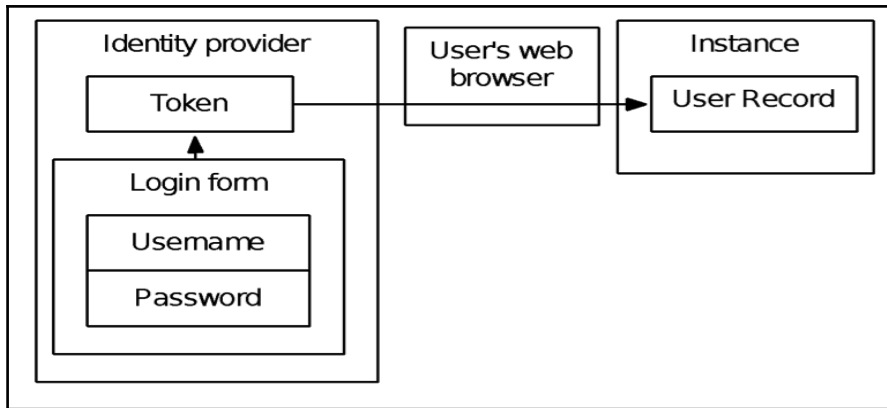 Identity provider
Token
Login form
Username
Password
User's web
browser
Instance
User Record